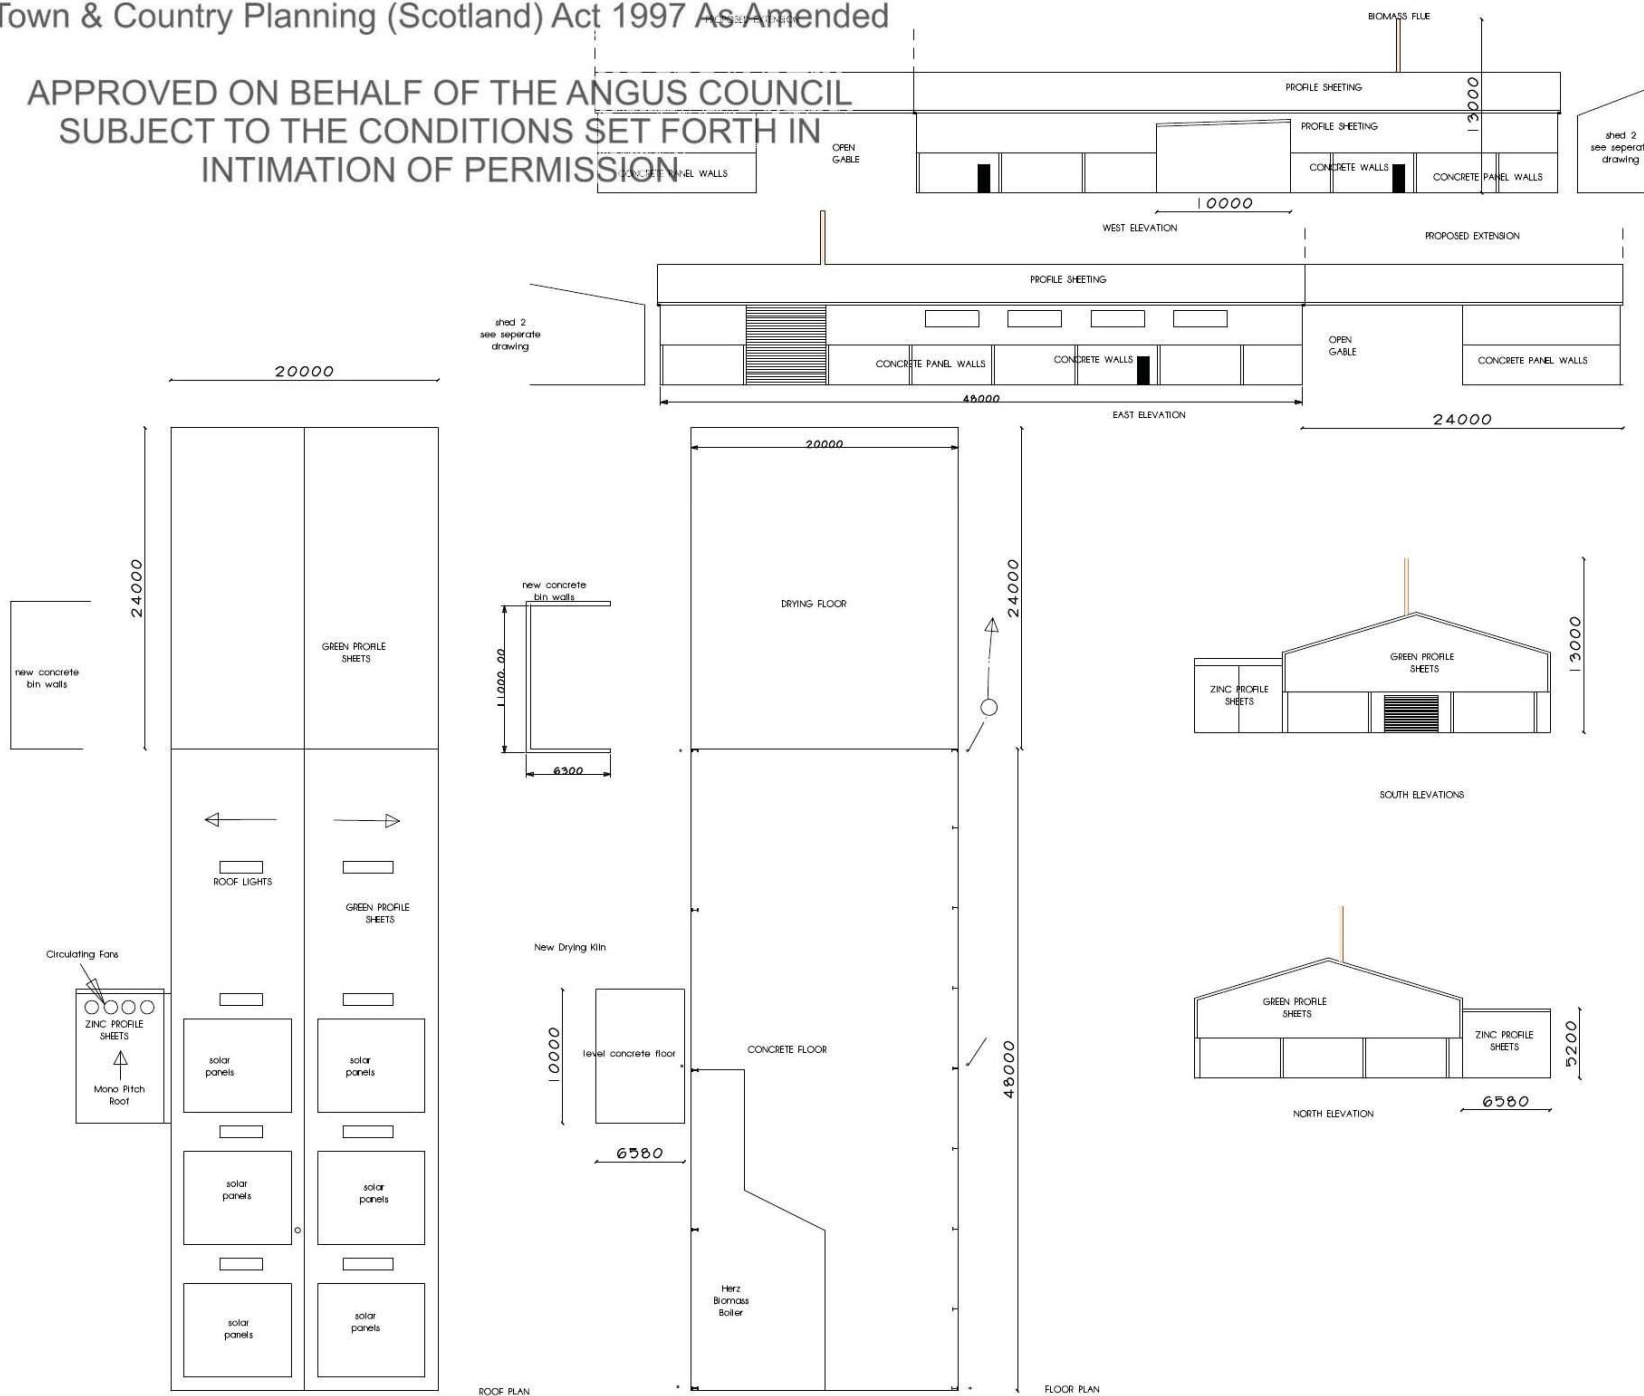 Town & Country Planning (Scotland) Act 1997 As Amended
PROPOSED EXTENSION
APPROVED ON BEHALF OF THE ANGUS COUNCIL
SUBJECT TO THE CONDITIONS SET FORTH IN
INTIMATION OF PERMISSION
BIOMASS FLUE
PROFILE SHEETING
13000
PROFILE SHEETING
OPEN
GABLE
CONCRETE PANEL WALLS
CONCRETE WALLS
CONCRETE PANEL WALLS
shed 2
see seperat
drawing
10000
WEST ELEVATION
PROPOSED EXTENSION
PROFILE SHEETING
shed 2
see seperate
drawing
OPEN
GABLE
CONCRETE PANEL WALLS
CONCRETE WALLS
CONCRETE PANEL WALLS
48000
EAST ELEVATION
24000
20000
24000
new concrete
bin walls
GREEN PROFILE
SHEETS
ROOF LIGHTS
GREEN PROFILE
SHEETS
Circulating Fans
ZINC PROFILE
SHEETS
Mono Pitch
Roof
solar
panels
solar
panels
solar
panels
solar
panels
solar
panels
solar
panels
ROOF PLAN
new concrete
bin walls
11000.00
6300
20000
DRYING FLOOR
24000
New Drying Kiln
10000
level concrete floor
6580
CONCRETE FLOOR
48000
Herz
Biomass
Boiler
FLOOR PLAN
GREEN PROFILE
SHEETS
ZINC PROFILE
SHEETS
13000
SOUTH ELEVATIONS
GREEN PROFILE
SHEETS
ZINC PROFILE
SHEETS
5200
6580
NORTH ELEVATION